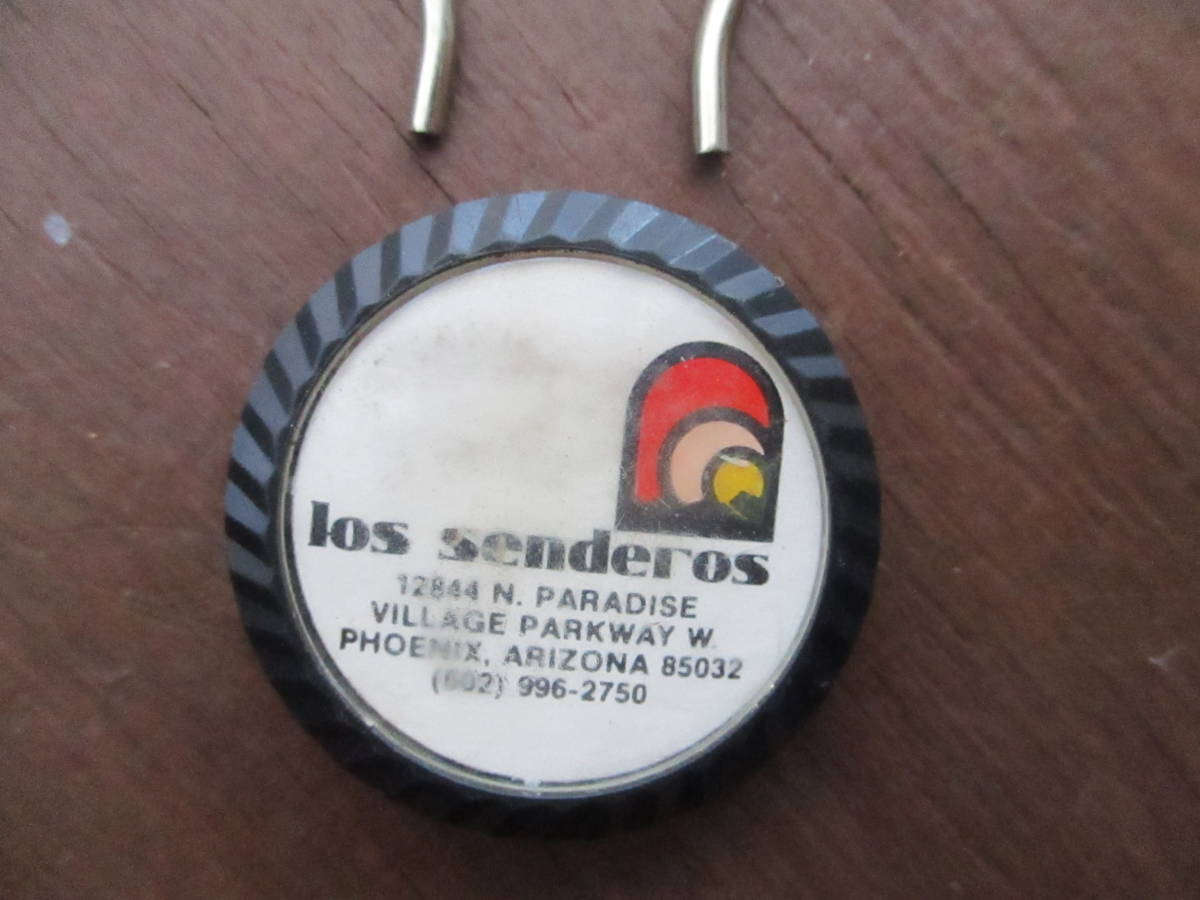 los senderos
12844 N. PARADISE
VILLAGE PARKWAY W.
PHOENIX, ARIZONA 85032
(602) 996-2750